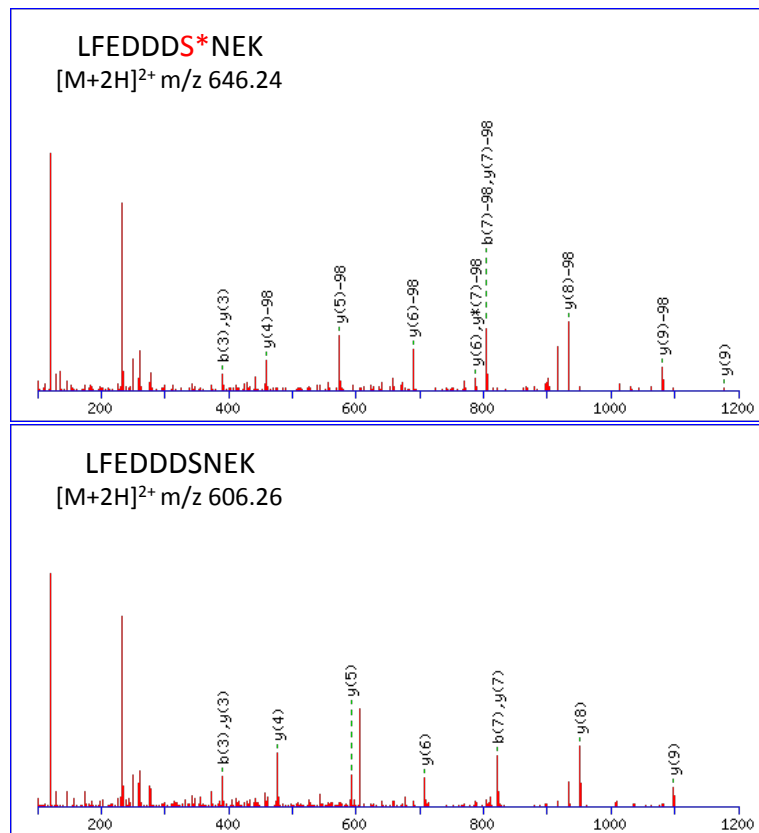 LFEDDDS*NEK
[M+2H]²⁺ m/z 646.24
b(3),y(3)
y(4)-98
y(5)-98
y(6)-98
y(6),y*(7)-98
b(7)-98,y(7)-98
y(8)-98
y(9)-98
y(9)
200 400 600 800 1000 1200
LFEDDDSNEK
[M+2H]²⁺ m/z 606.26
b(3),y(3)
y(4)
y(5)
y(6)
b(7),y(7)
y(8)
y(9)
200 400 600 800 1000 1200